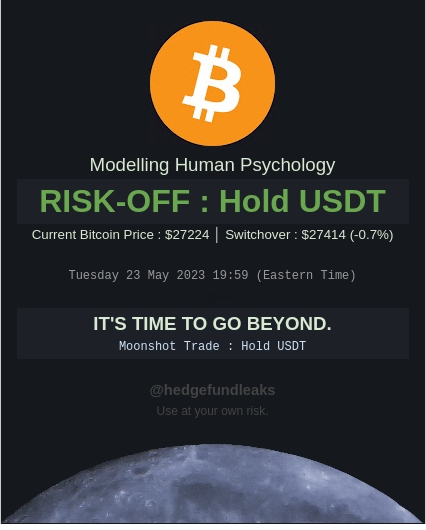 Modelling Human Psychology
RISK-OFF : Hold USDT
Current Bitcoin Price : $27224 | Switchover : $27414 (-0.7%)
Tuesday 23 May 2023 19:59 (Eastern Time)
IT'S TIME TO GO BEYOND.
Moonshot Trade : Hold USDT
@hedgefundleaks
Use at your own risk.